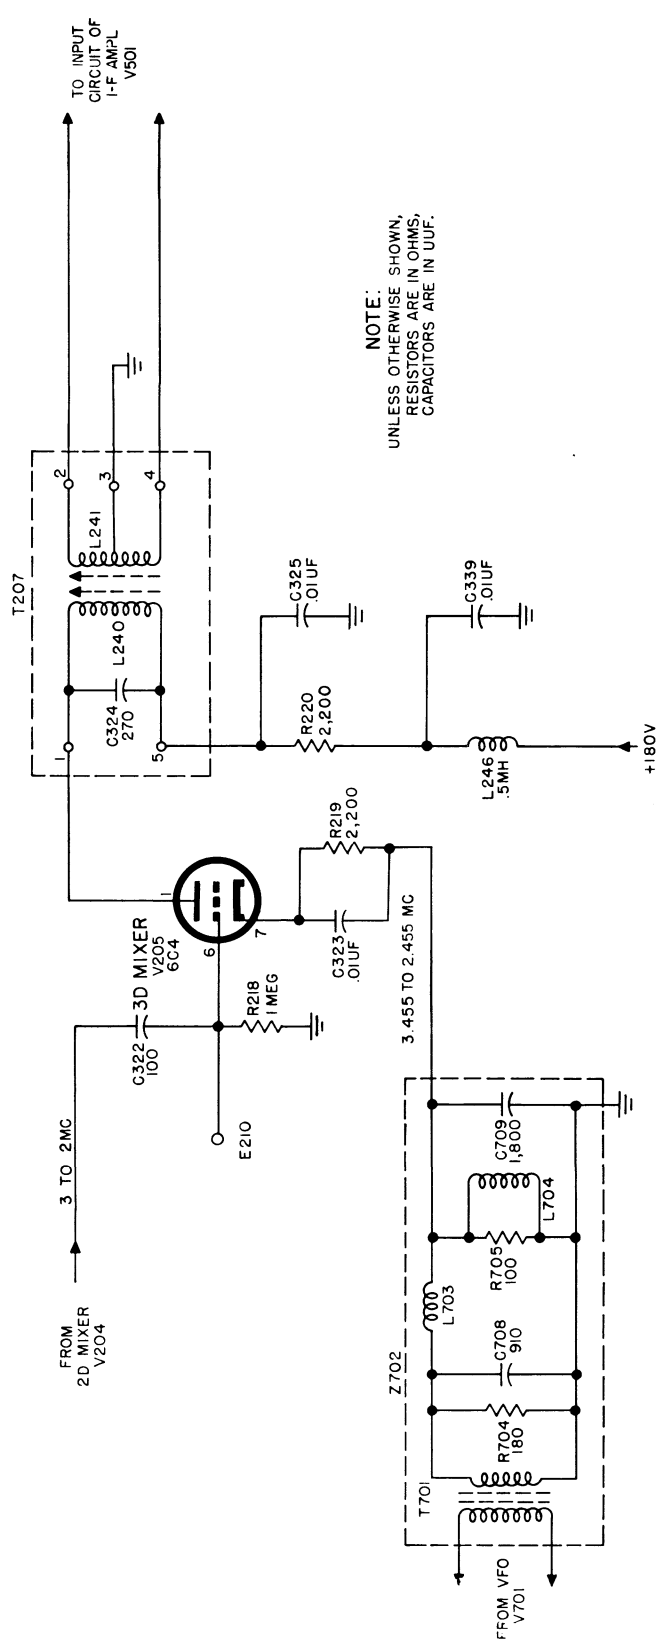 TO INPUT
CIRCUIT OF
I-F AMPL
V501
NOTE:
UNLESS OTHERWISE SHOWN,
RESISTORS ARE IN OHMS,
CAPACITORS ARE IN UUF.
T207
2
3
4
L241
L240
C324
270
1
5
C325
.01UF
R220
2,200
C339
.01UF
L246
.5MH
+180V
3D MIXER
V205
6C4
1
6
7
R219
2,200
C323
.01UF
C322
100
R218
1MEG
E210
3 TO 2MC
FROM
2D MIXER
V204
3.455 TO 2.455 MC
Z702
C709
1,800
L704
R705
100
L703
C708
910
R704
180
T701
FROM VFO
V701